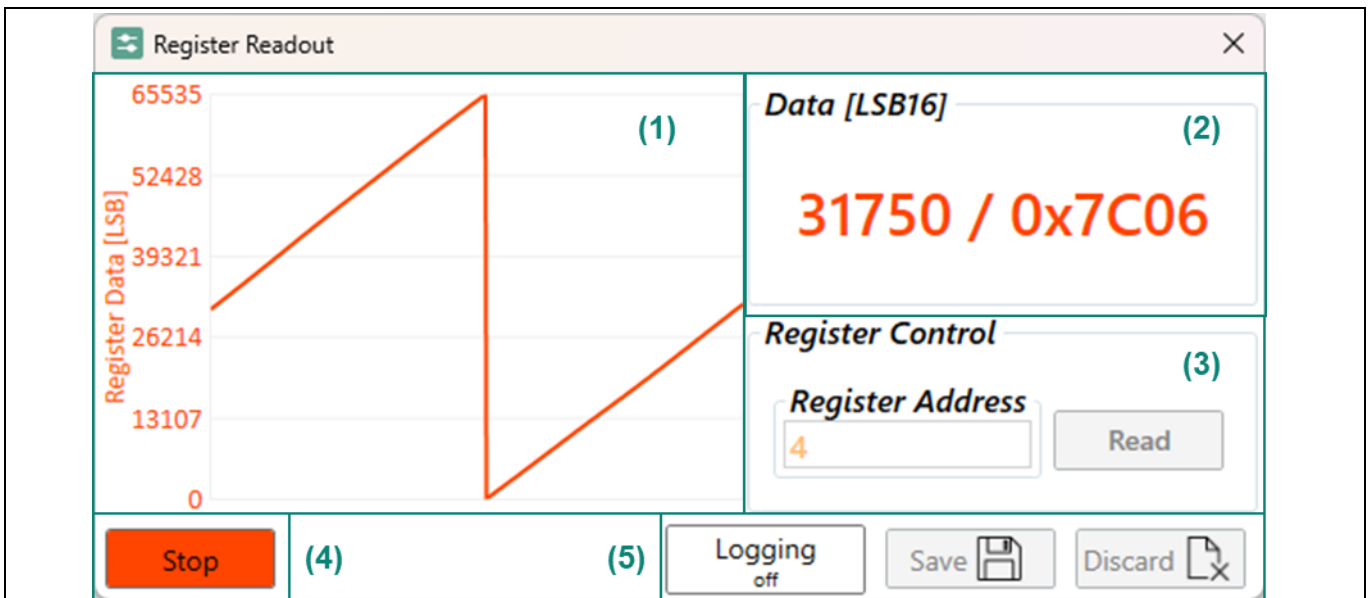 Register Readout
65535
52428
39321
26214
13107
0
Register Data [LSB]
(1)
Data [LSB16]
(2)
31750 / 0x7C06
Register Control
(3)
Register Address
4
Read
Stop
(4)
(5)
Logging
off
Save
Discard